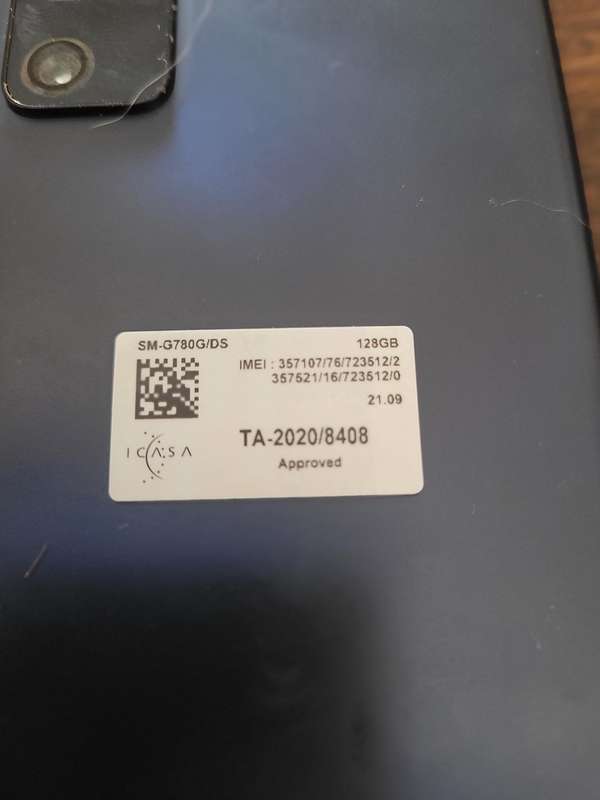 SM-G780G/DS 128GB
IMEI : 357107/76/723512/2
357521/16/723512/0
21.09
TA-2020/8408
Approved
ICASA